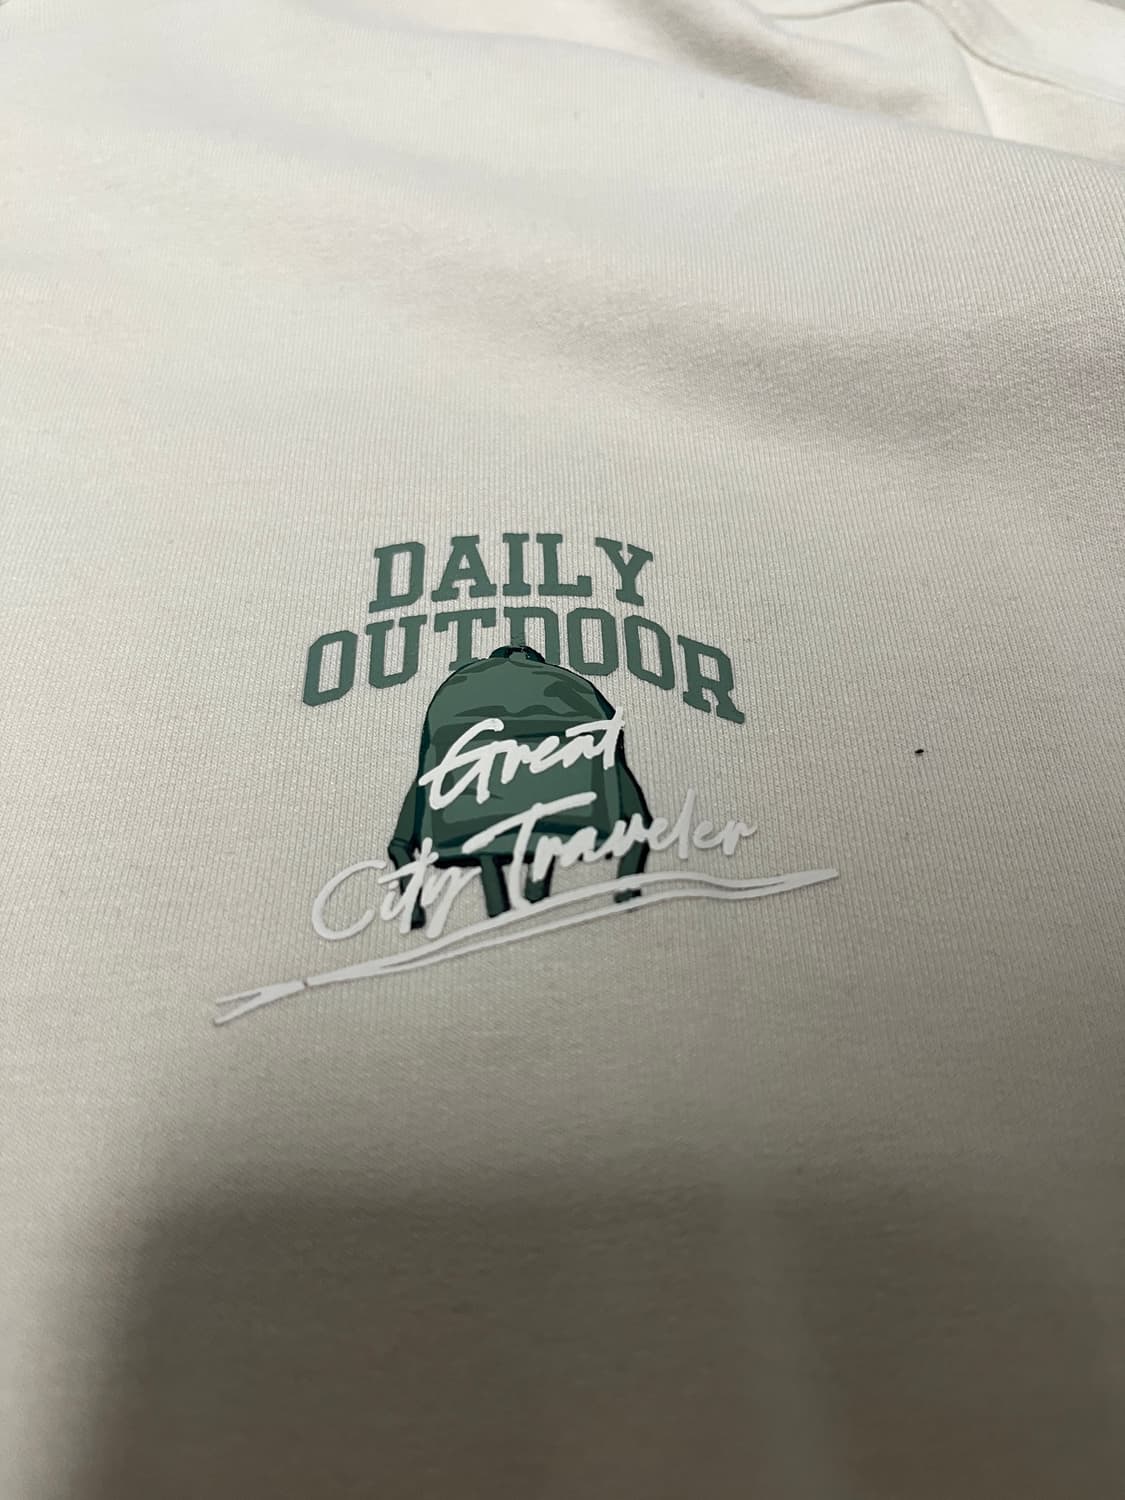 DAILY
OUTDOOR
Great
City Traveler